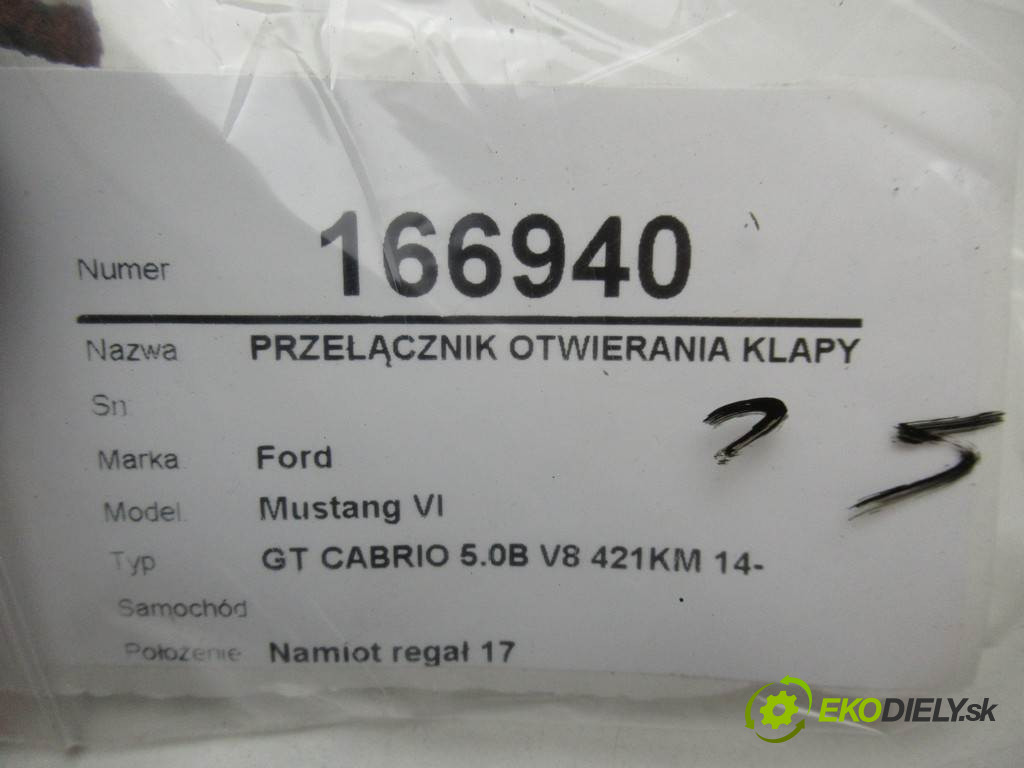 Numer 166940
Nazwa PRZEŁĄCZNIK OTWIERANIA KLAPY
Sn
Marka Ford
Model Mustang VI
Typ GT CABRIO 5.0B V8 421KM 14-
Samochód
Położenie Namiot regał 17
EKODIELY.sk